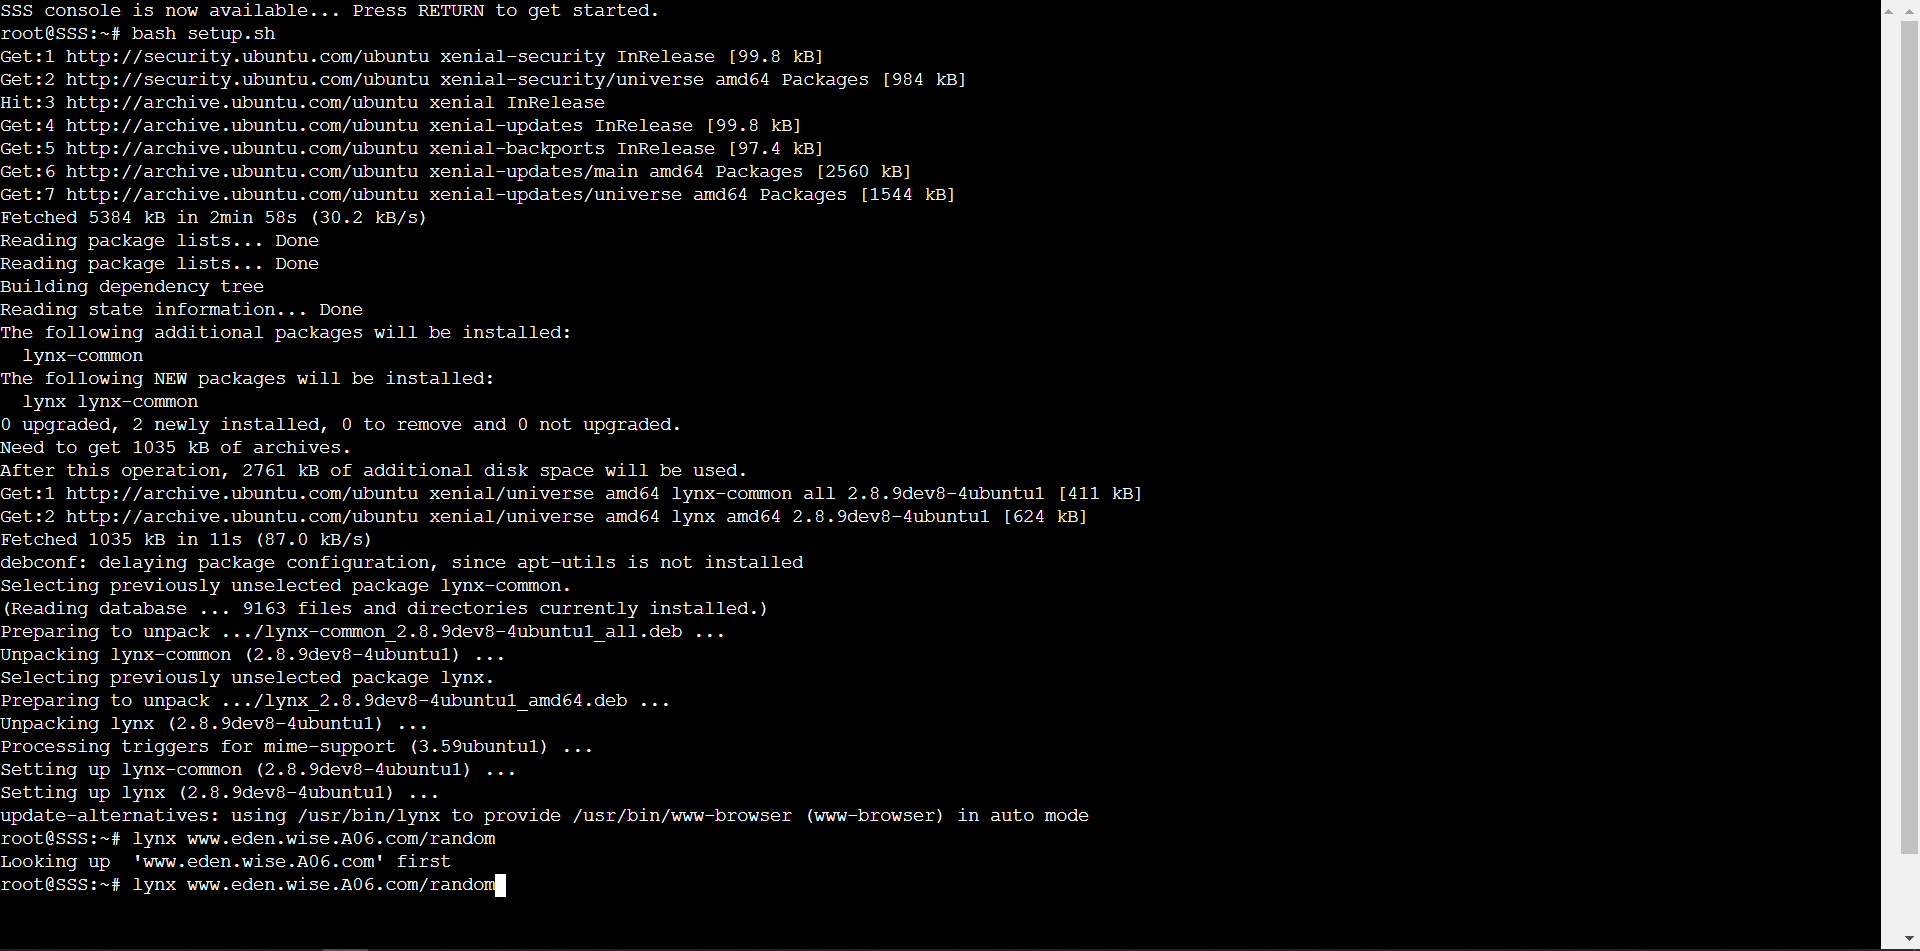 SSS console is now available... Press RETURN to get started.
root@SSS:~# bash setup.sh
Get:1 http://security.ubuntu.com/ubuntu xenial-security InRelease [99.8 kB]
Get:2 http://security.ubuntu.com/ubuntu xenial-security/universe amd64 Packages [984 kB]
Hit:3 http://archive.ubuntu.com/ubuntu xenial InRelease
Get:4 http://archive.ubuntu.com/ubuntu xenial-updates InRelease [99.8 kB]
Get:5 http://archive.ubuntu.com/ubuntu xenial-backports InRelease [97.4 kB]
Get:6 http://archive.ubuntu.com/ubuntu xenial-updates/main amd64 Packages [2560 kB]
Get:7 http://archive.ubuntu.com/ubuntu xenial-updates/universe amd64 Packages [1544 kB]
Fetched 5384 kB in 2min 58s (30.2 kB/s)
Reading package lists... Done
Reading package lists... Done
Building dependency tree
Reading state information... Done
The following additional packages will be installed:
  lynx-common
The following NEW packages will be installed:
  lynx lynx-common
0 upgraded, 2 newly installed, 0 to remove and 0 not upgraded.
Need to get 1035 kB of archives.
After this operation, 2761 kB of additional disk space will be used.
Get:1 http://archive.ubuntu.com/ubuntu xenial/universe amd64 lynx-common all 2.8.9dev8-4ubuntu1 [411 kB]
Get:2 http://archive.ubuntu.com/ubuntu xenial/universe amd64 lynx amd64 2.8.9dev8-4ubuntu1 [624 kB]
Fetched 1035 kB in 11s (87.0 kB/s)
debconf: delaying package configuration, since apt-utils is not installed
Selecting previously unselected package lynx-common.
(Reading database ... 9163 files and directories currently installed.)
Preparing to unpack .../lynx-common_2.8.9dev8-4ubuntu1_all.deb ...
Unpacking lynx-common (2.8.9dev8-4ubuntu1) ...
Selecting previously unselected package lynx.
Preparing to unpack .../lynx_2.8.9dev8-4ubuntu1_amd64.deb ...
Unpacking lynx (2.8.9dev8-4ubuntu1) ...
Processing triggers for mime-support (3.59ubuntu1) ...
Setting up lynx-common (2.8.9dev8-4ubuntu1) ...
Setting up lynx (2.8.9dev8-4ubuntu1) ...
update-alternatives: using /usr/bin/lynx to provide /usr/bin/www-browser (www-browser) in auto mode
root@SSS:~# lynx www.eden.wise.A06.com/random
Looking up  'www.eden.wise.A06.com' first
root@SSS:~# lynx www.eden.wise.A06.com/random